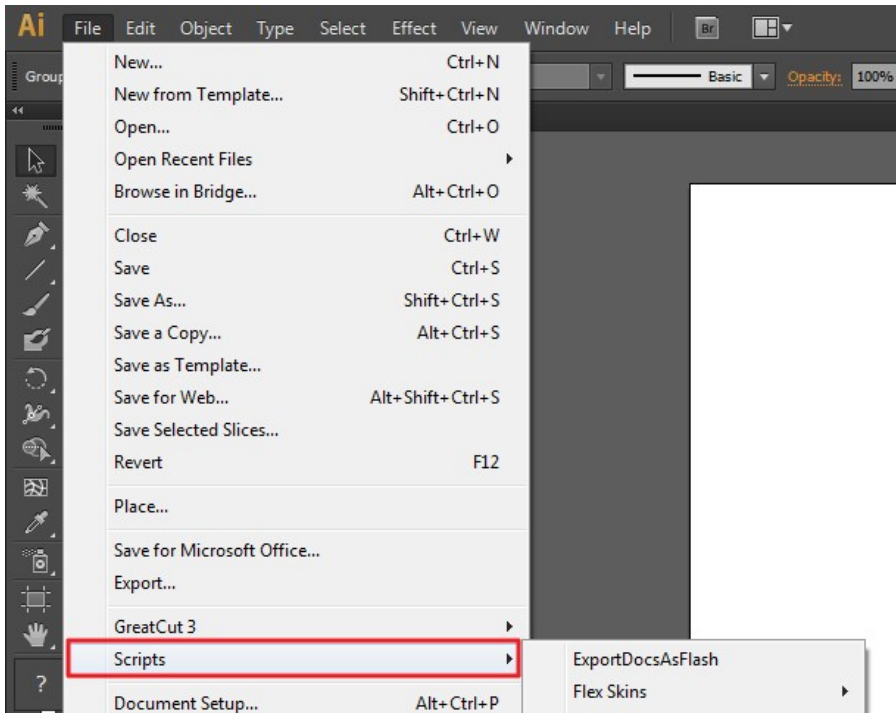 Ai File Edit Object Type Select Effect View Window Help Br
Group Basic Opacity: 100%
New... Ctrl+N
New from Template... Shift+Ctrl+N
Open... Ctrl+O
Open Recent Files
Browse in Bridge... Alt+Ctrl+O
Close Ctrl+W
Save Ctrl+S
Save As... Shift+Ctrl+S
Save a Copy... Alt+Ctrl+S
Save as Template...
Save for Web... Alt+Shift+Ctrl+S
Save Selected Slices...
Revert F12
Place...
Save for Microsoft Office...
Export...
GreatCut 3
Scripts ExportDocsAsFlash
? Flex Skins
Document Setup... Alt+Ctrl+P